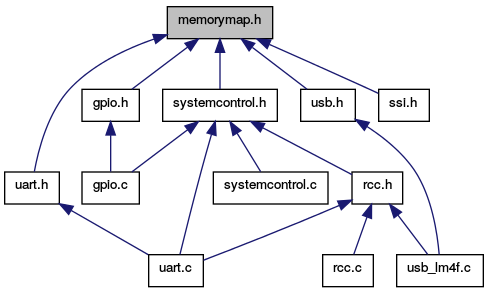 memorymap.h
gpio.h
systemcontrol.h
usb.h
ssi.h
uart.h
gpio.c
systemcontrol.c
rcc.h
uart.c
rcc.c
usb_lm4f.c